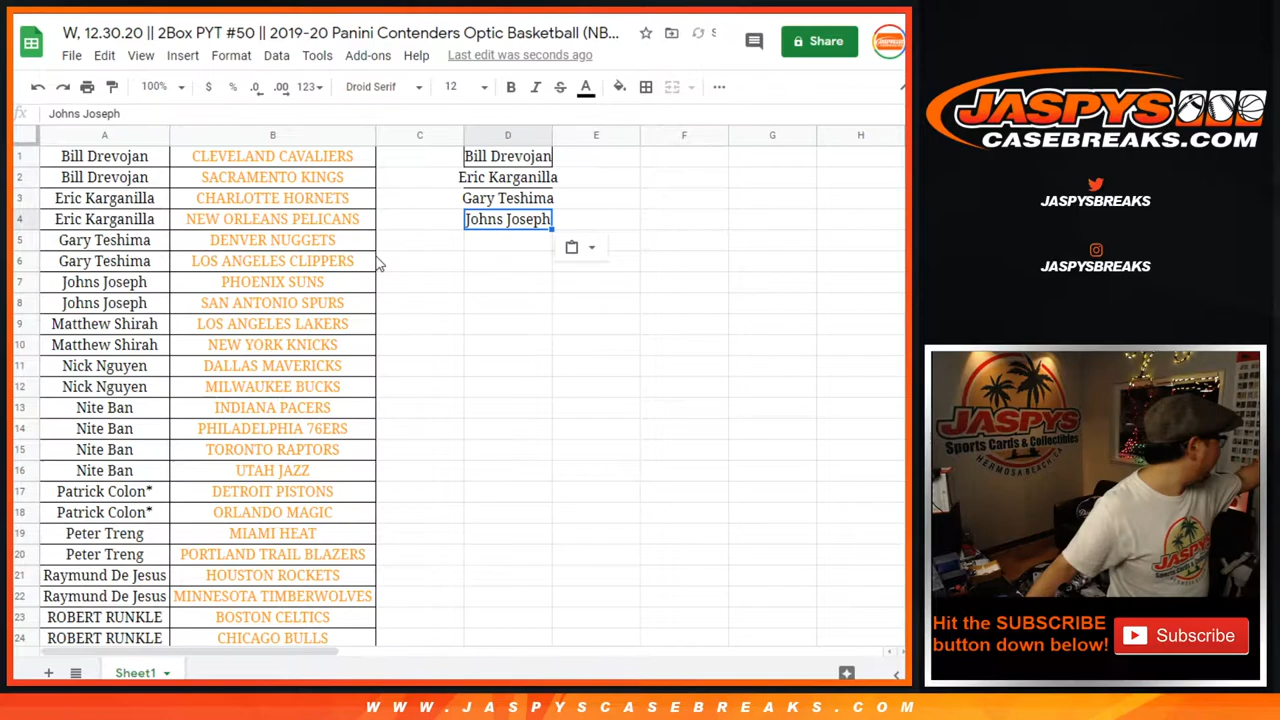 W, 12.30.20 || 2Box PYT #50 || 2019-20 Panini Contenders Optic Basketball (NB...
File Edit View Insert Format Data Tools Add-ons Help Last edit was seconds ago
Share
100% $ % .0 .00 123 Droid Serif 12 B I S A
fx Johns Joseph
A B C D E F G H
1 Bill Drevojan CLEVELAND CAVALIERS Bill Drevojan
2 Bill Drevojan SACRAMENTO KINGS Eric Karganilla
3 Eric Karganilla CHARLOTTE HORNETS Gary Teshima
4 Eric Karganilla NEW ORLEANS PELICANS Johns Joseph
5 Gary Teshima DENVER NUGGETS
6 Gary Teshima LOS ANGELES CLIPPERS
7 Johns Joseph PHOENIX SUNS
8 Johns Joseph SAN ANTONIO SPURS
9 Matthew Shirah LOS ANGELES LAKERS
10 Matthew Shirah NEW YORK KNICKS
11 Nick Nguyen DALLAS MAVERICKS
12 Nick Nguyen MILWAUKEE BUCKS
13 Nite Ban INDIANA PACERS
14 Nite Ban PHILADELPHIA 76ERS
15 Nite Ban TORONTO RAPTORS
16 Nite Ban UTAH JAZZ
17 Patrick Colon* DETROIT PISTONS
18 Patrick Colon* ORLANDO MAGIC
19 Peter Treng MIAMI HEAT
20 Peter Treng PORTLAND TRAIL BLAZERS
21 Raymund De Jesus HOUSTON ROCKETS
22 Raymund De Jesus MINNESOTA TIMBERWOLVES
23 ROBERT RUNKLE BOSTON CELTICS
24 ROBERT RUNKLE CHICAGO BULLS
Sheet1
JASPYS
CASEBREAKS.COM
JASPYSBREAKS
JASPYSBREAKS
JASPYS
Sports Cards & Collectibles
HERMOSA BEACH, CA
Hit the SUBSCRIBE
button down below!
Subscribe
WWW.JASPYSCASEBREAKS.COM